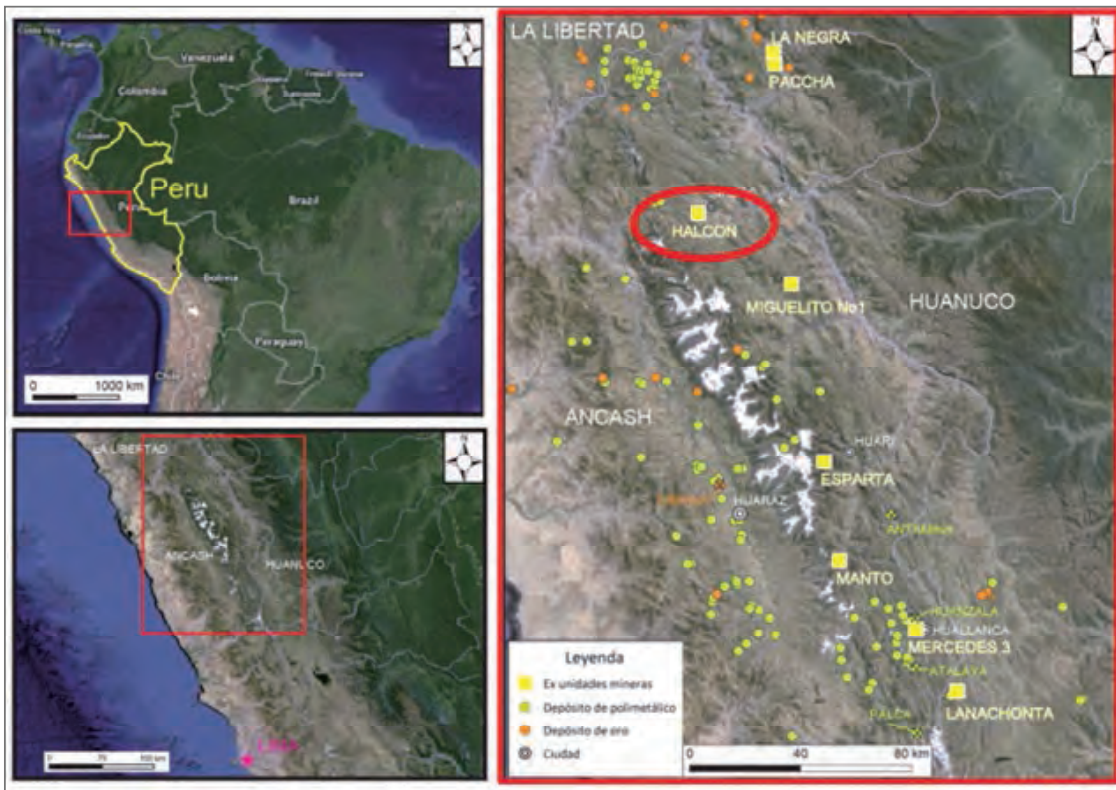 N
Venezuela
Colombia
Ecuador
Peru
Peru
Brazil
Bolivia
Paraguay
Chile
0 1000 km
N
LA LIBERTAD
ANCASH
HUANUCO
Lima
N
LA LIBERTAD
LA NEGRA
PACCHA
HALCON
MIGUELITO No1
HUANUCO
ANCASH
HUARI
ESPARTA
HUARAZ
MANTO
HUANZALA
HUALLANCA
MERCEDES 3
ATALAYA
LANACHONTA
PALCA
Leyenda
Ex unidades mineras
Depósito de polimetálico
Depósito de oro
Ciudad
0 40 80 km